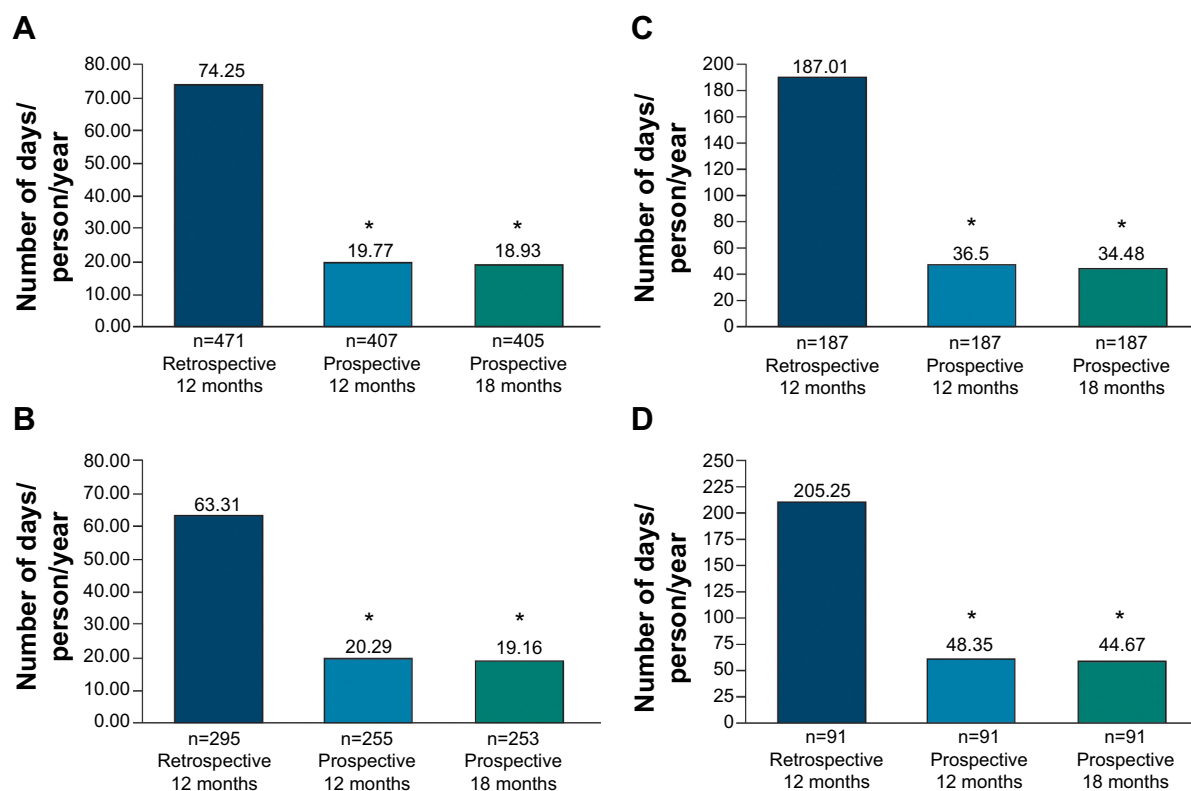 A
Number of days/
person/year
80.00
70.00
60.00
50.00
40.00
30.00
20.00
10.00
0.00
74.25
*
19.77
*
18.93
n=471
Retrospective
12 months
n=407
Prospective
12 months
n=405
Prospective
18 months
C
Number of days/
person/year
200
180
160
140
120
100
80
60
40
20
0
187.01
*
36.5
*
34.48
n=187
Retrospective
12 months
n=187
Prospective
12 months
n=187
Prospective
18 months
B
Number of days/
person/year
80.00
70.00
60.00
50.00
40.00
30.00
20.00
10.00
0.00
63.31
*
20.29
*
19.16
n=295
Retrospective
12 months
n=255
Prospective
12 months
n=253
Prospective
18 months
D
Number of days/
person/year
250
225
200
175
150
125
100
75
50
25
0
205.25
*
48.35
*
44.67
n=91
Retrospective
12 months
n=91
Prospective
12 months
n=91
Prospective
18 months